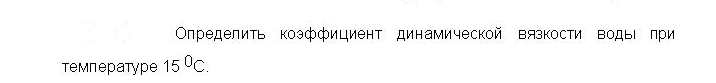 Определить коэффициент динамической вязкости воды при
температуре 15 ⁰С.